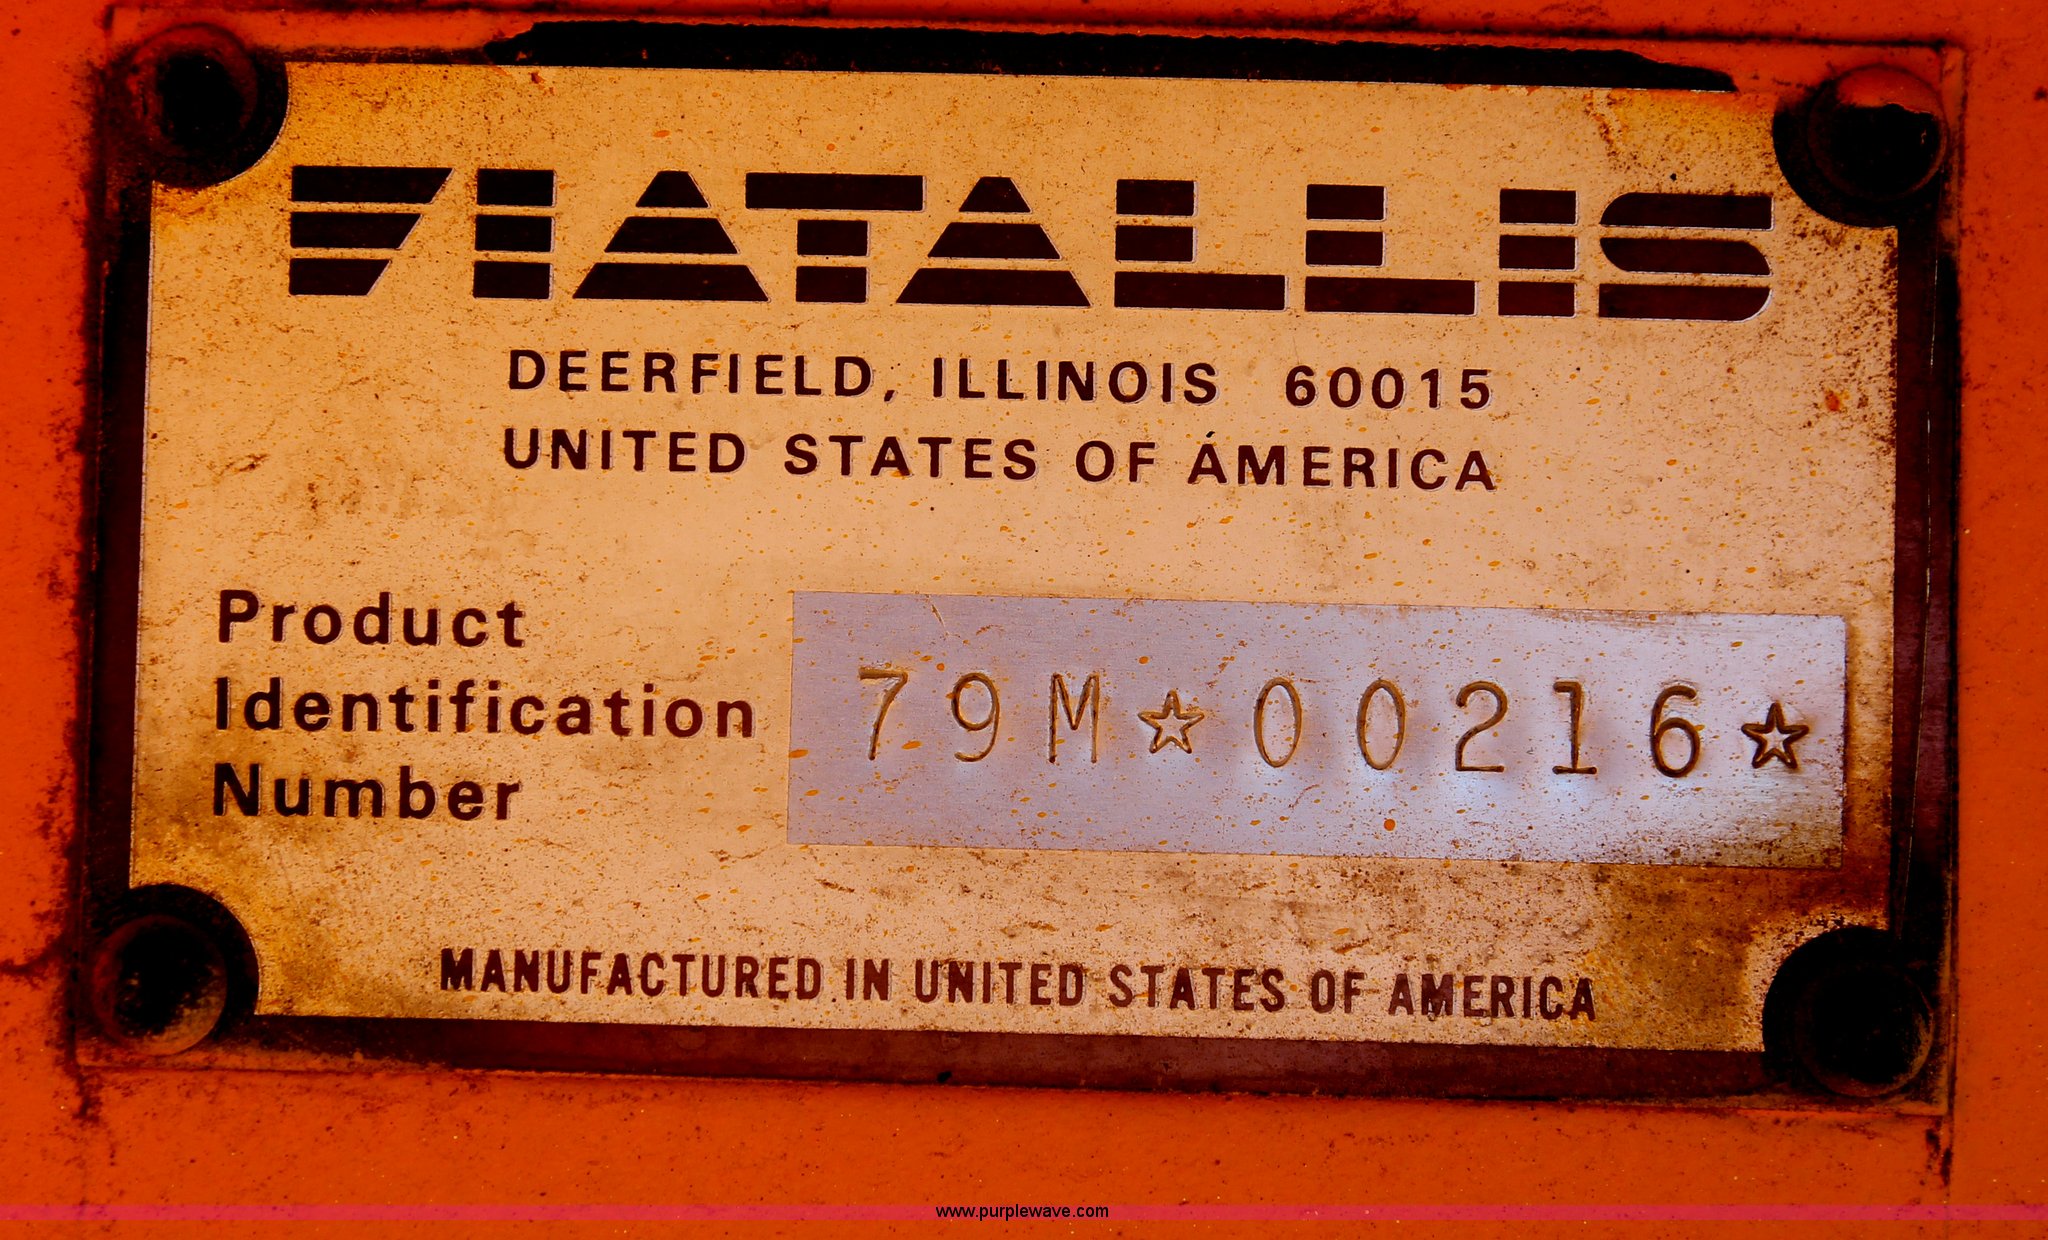 FIATALLIS
DEERFIELD, ILLINOIS 60015
UNITED STATES OF AMERICA
Product
Identification
Number
79M☆00216☆
MANUFACTURED IN UNITED STATES OF AMERICA
www.purplewave.com